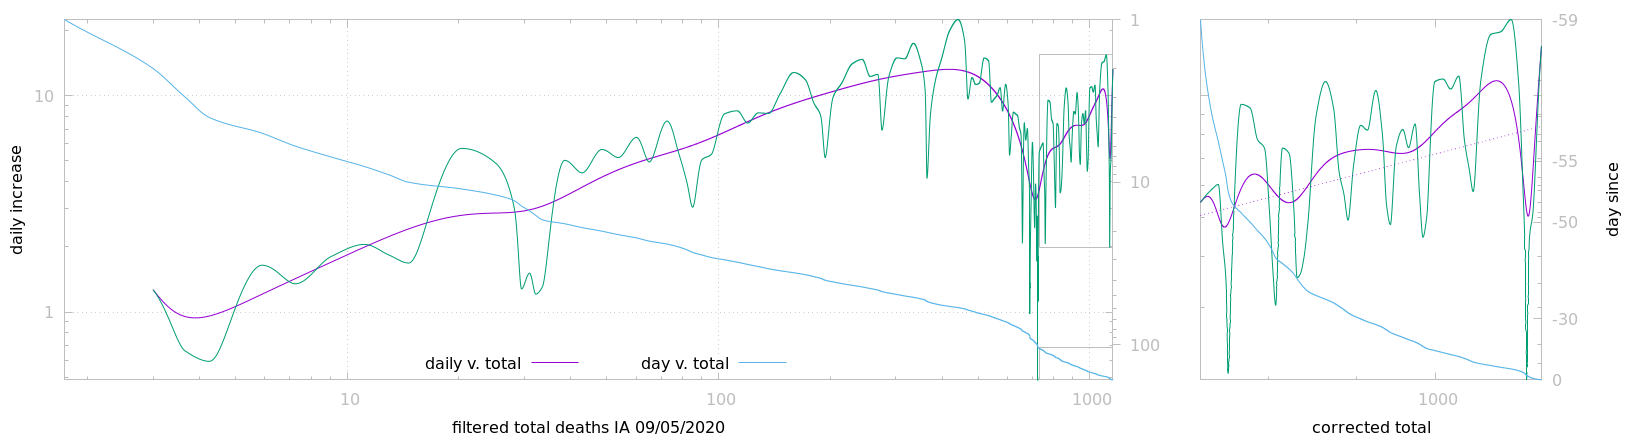 daily increase
10
1
daily v. total
day v. total
10
100
1000
1
10
100
filtered total deaths IA 09/05/2020
-59
-55
-50
-30
0
day since
1000
corrected total